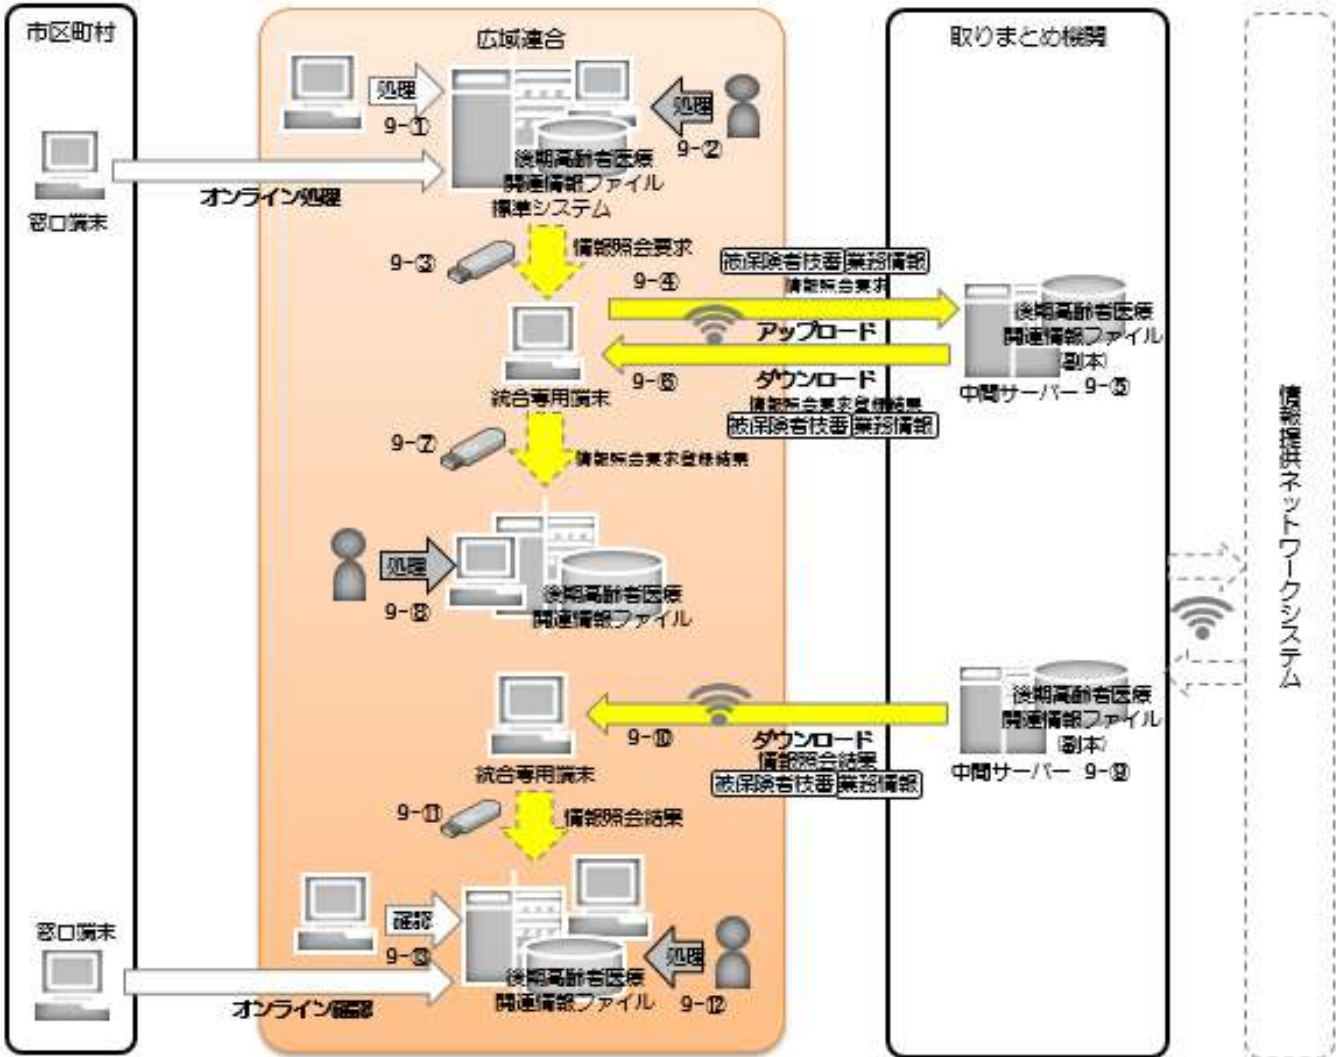 市区町村
広域連合
取りまとめ機関
処理
9-①
処理
9-②
後期高齢者医療
関連情報ファイル
標準システム
オンライン処理
窓口端末
9-③
情報照会要求
9-④
被保険者枝番 業務情報
情報照会要求
アップロード
後期高齢者医療
関連情報ファイル
(副本)
中間サーバー 9-⑤
統合専用端末
9-⑥
ダウンロード
情報照会要求登録結果
被保険者枝番 業務情報
9-⑦
情報照会要求登録結果
処理
9-⑧
後期高齢者医療
関連情報ファイル
情報提供ネットワークシステム
後期高齢者医療
関連情報ファイル
(副本)
中間サーバー 9-⑨
統合専用端末
9-⑩
ダウンロード
情報照会結果
被保険者枝番 業務情報
9-⑪
情報照会結果
確認
9-⑬
処理
9-⑫
後期高齢者医療
関連情報ファイル
窓口端末
オンライン確認